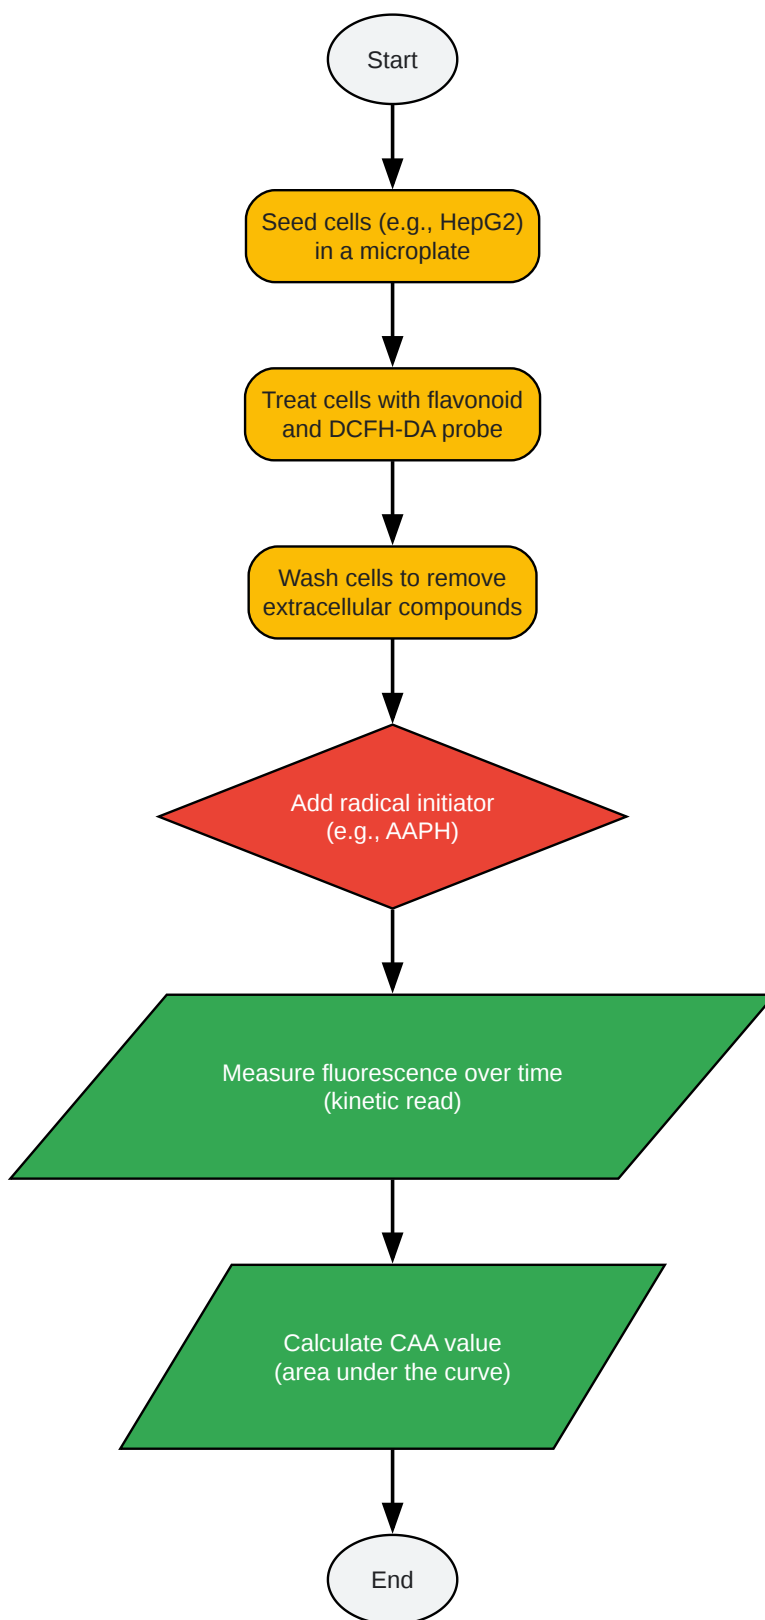 Start
Seed cells (e.g., HepG2)
in a microplate
Treat cells with flavonoid
and DCFH-DA probe
Wash cells to remove
extracellular compounds
Add radical initiator
(e.g., AAPH)
Measure fluorescence over time
(kinetic read)
Calculate CAA value
(area under the curve)
End